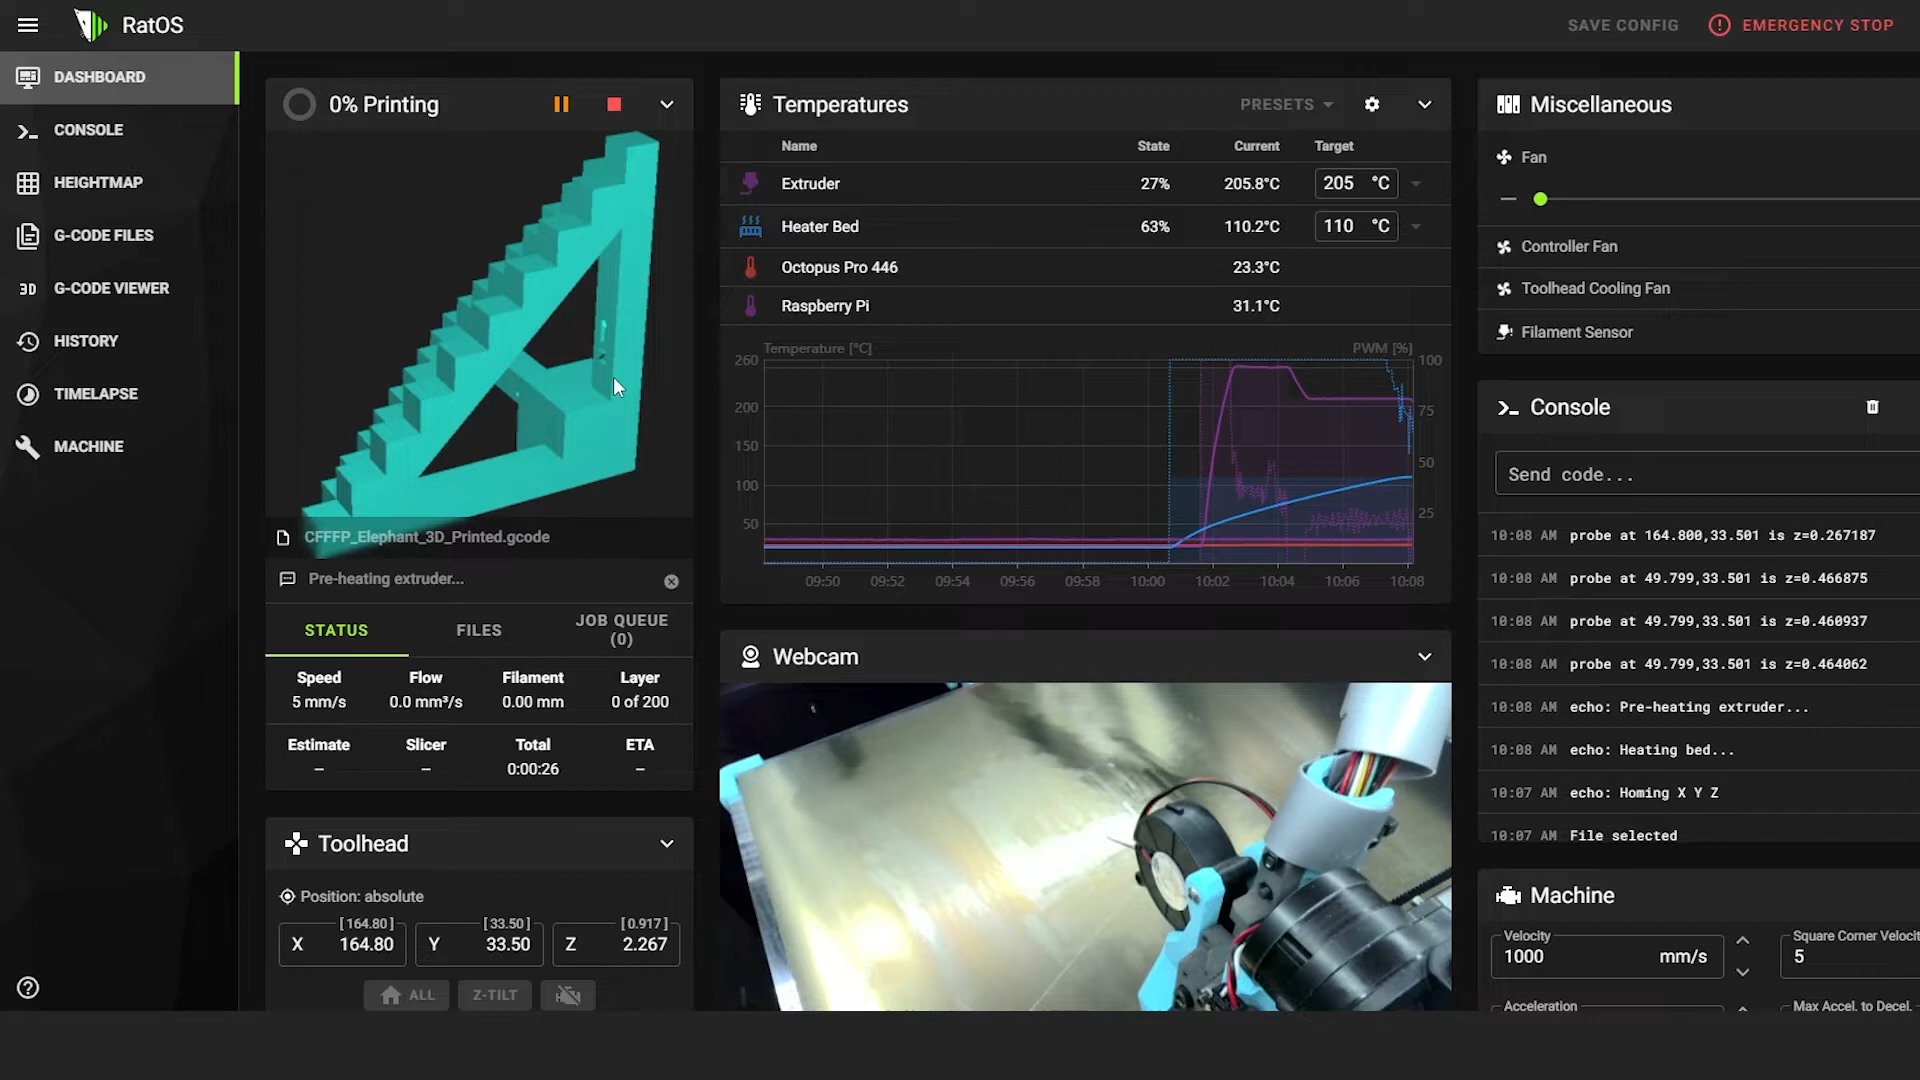 RatOS
SAVE CONFIG
EMERGENCY STOP
DASHBOARD
CONSOLE
HEIGHTMAP
G-CODE FILES
3D G-CODE VIEWER
HISTORY
TIMELAPSE
MACHINE
0% Printing
CFFFP_Elephant_3D_Printed.gcode
Pre-heating extruder...
STATUS
FILES
JOB QUEUE
(0)
Speed Flow Filament Layer
5 mm/s 0.0 mm³/s 0.00 mm 0 of 200
Estimate Slicer Total ETA
– – 0:00:26 –
Toolhead
Position: absolute
[164.80] [33.50] [0.917]
X 164.80 Y 33.50 Z 2.267
ALL Z-TILT
Temperatures
PRESETS
Name State Current Target
Extruder 27% 205.8°C 205 °C
Heater Bed 63% 110.2°C 110 °C
Octopus Pro 446 23.3°C
Raspberry Pi 31.1°C
Temperature [°C] PWM [%]
260 100
200 75
150
50
100
25
50
09:50 09:52 09:54 09:56 09:58 10:00 10:02 10:04 10:06 10:08
Webcam
Miscellaneous
Fan
Controller Fan
Toolhead Cooling Fan
Filament Sensor
Console
Send code...
10:08 AM probe at 164.800,33.501 is z=0.267187
10:08 AM probe at 49.799,33.501 is z=0.466875
10:08 AM probe at 49.799,33.501 is z=0.460937
10:08 AM probe at 49.799,33.501 is z=0.464062
10:08 AM echo: Pre-heating extruder...
10:08 AM echo: Heating bed...
10:07 AM echo: Homing X Y Z
10:07 AM File selected
Machine
Velocity Square Corner Velocit
1000 mm/s 5
Acceleration Max Accel. to Decel.